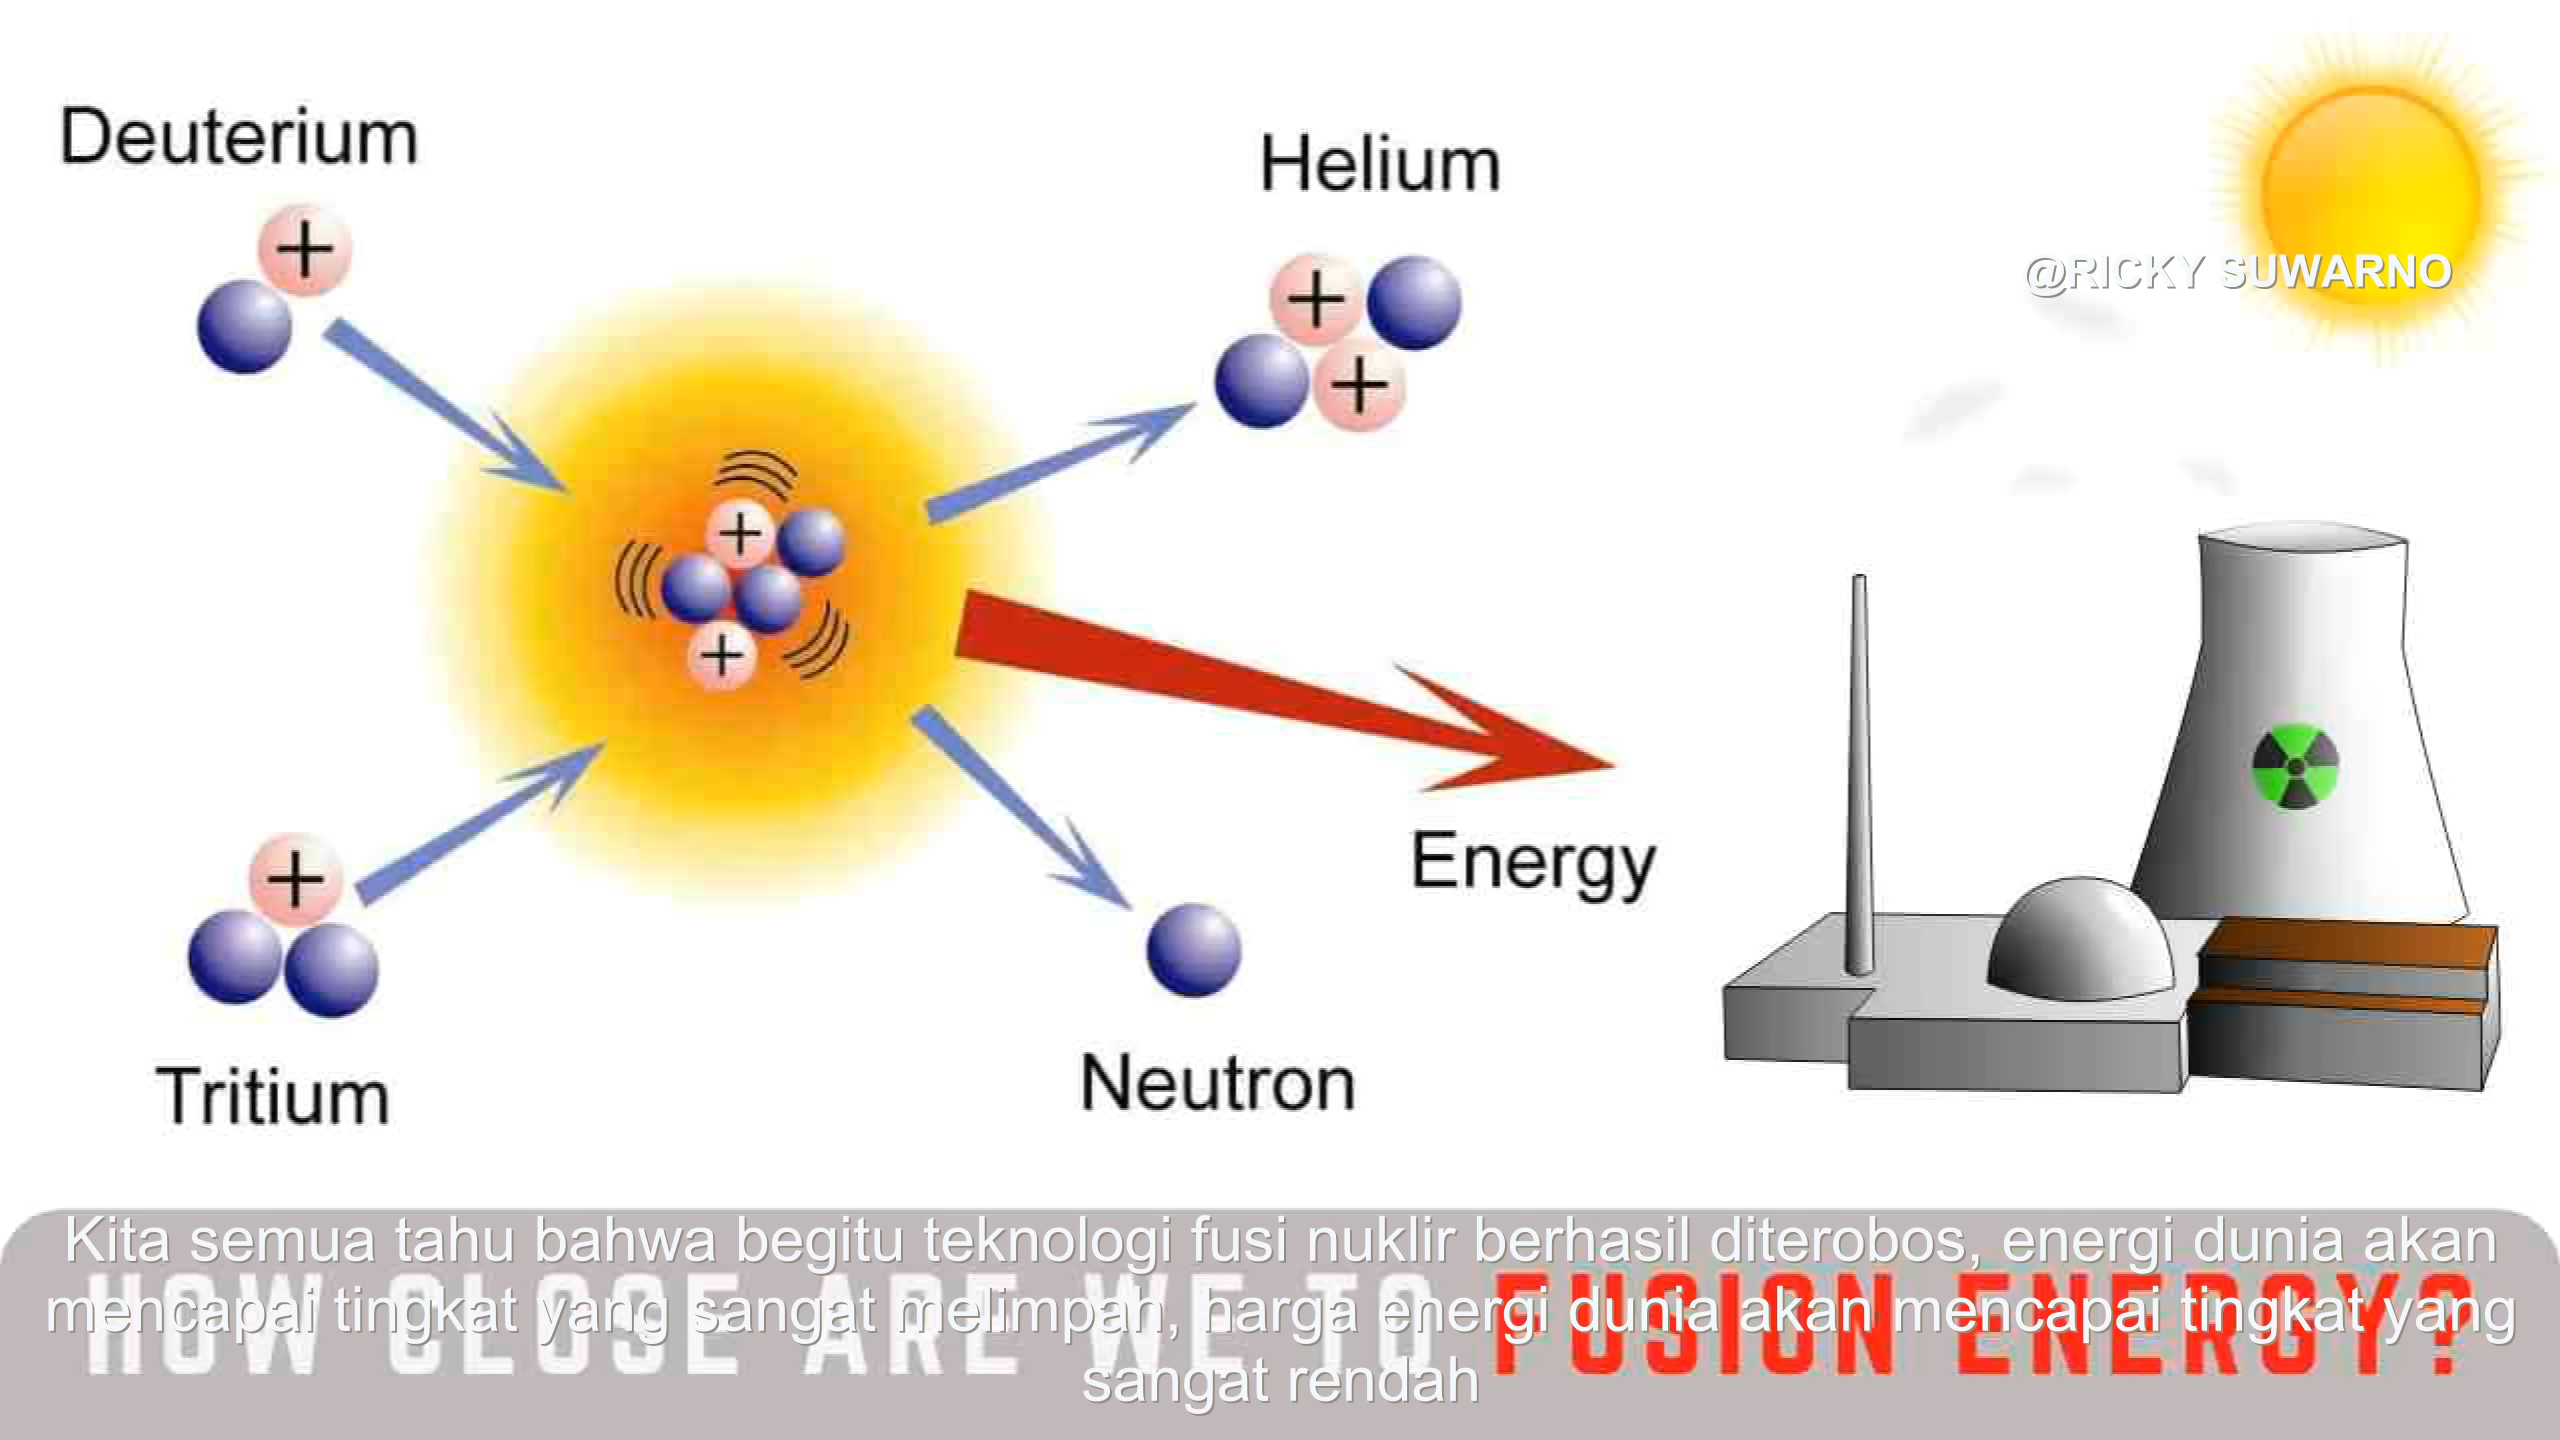 Deuterium
Helium
@RICKY SUWARNO
Energy
Neutron
Tritium
Kita semua tahu bahwa begitu teknologi fusi nuklir berhasil diterobos, energi dunia akan
mencapai tingkat yang sangat melimpah, harga energi dunia akan mencapai tingkat yang
sangat rendah
HOW CLOSE ARE WE TO FUSION ENERGY?